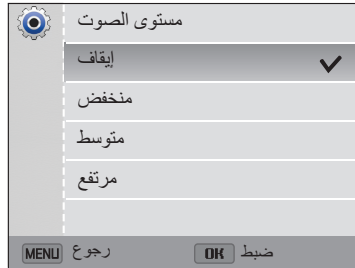 مستوى الصوت
إيقاف
منخفض
متوسط
مرتفع
MENU رجوع
OK ضبط